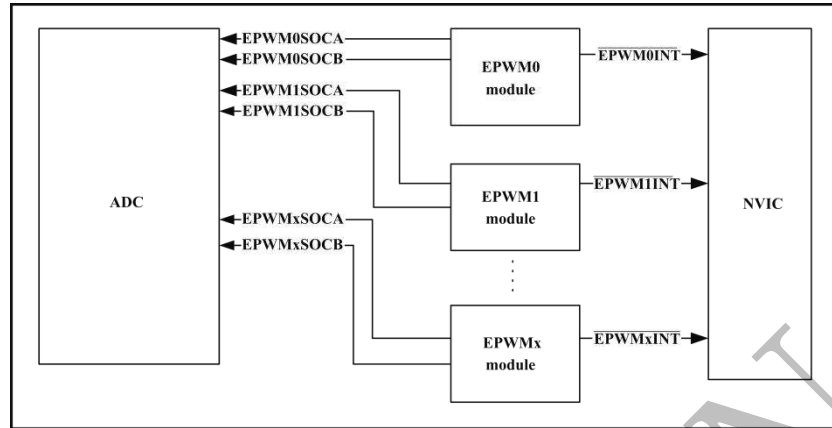 EPWM0SOCA
EPWM0SOCB
EPWM1SOCA
EPWM1SOCB
EPWMxSOCA
EPWMxSOCB
ADC
EPWM0
module
EPWM1
module
EPWMx
module
EPWM0INT
EPWM1INT
EPWMxINT
NVIC